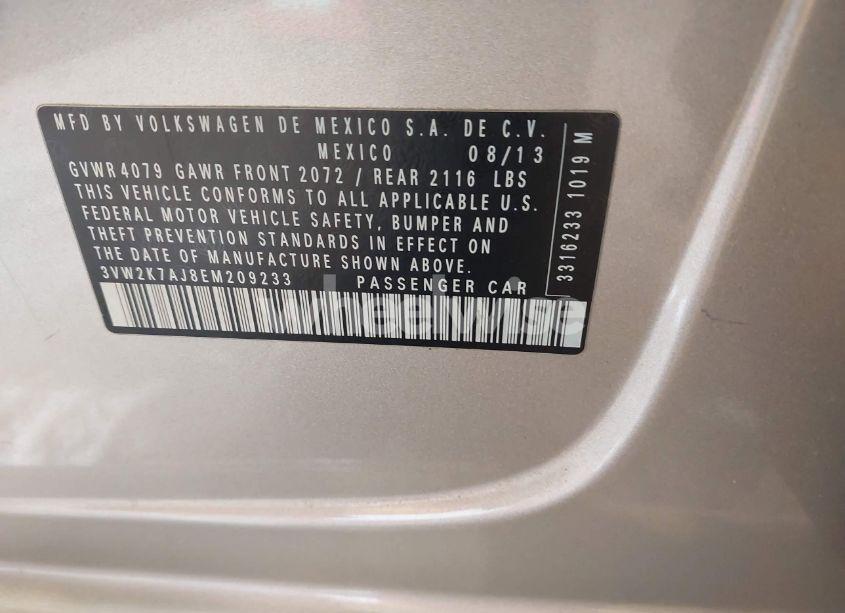 MFD BY VOLKSWAGEN DE MEXICO S.A. DE C.V.
MEXICO 08/13
GVWR 4079 GAWR FRONT 2072 / REAR 2116 LBS
THIS VEHICLE CONFORMS TO ALL APPLICABLE U.S.
FEDERAL MOTOR VEHICLE SAFETY, BUMPER AND
THEFT PREVENTION STANDARDS IN EFFECT ON
THE DATE OF MANUFACTURE SHOWN ABOVE.
3VW2K7AJ8EM209233 PASSENGER CAR
3316233 1019 M
wheelwise